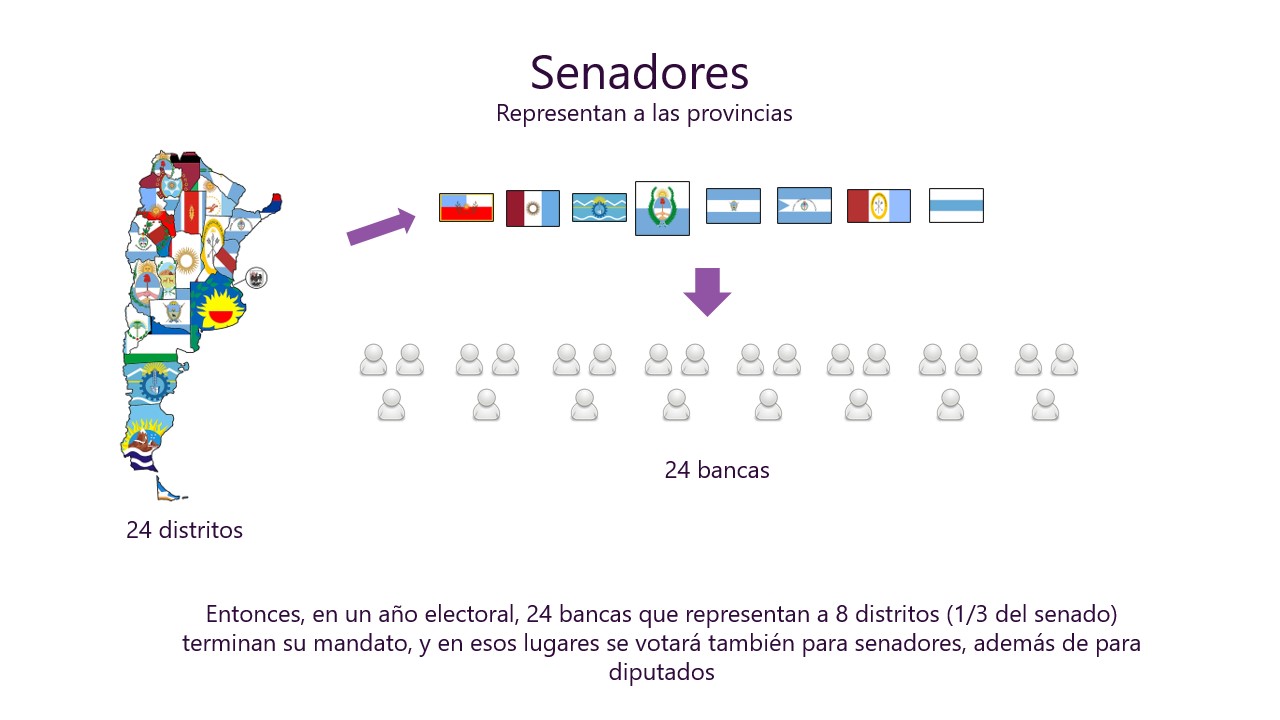 Senadores
Representan a las provincias
24 bancas
24 distritos
Entonces, en un año electoral, 24 bancas que representan a 8 distritos (1/3 del senado)
terminan su mandato, y en esos lugares se votará también para senadores, además de para
diputados